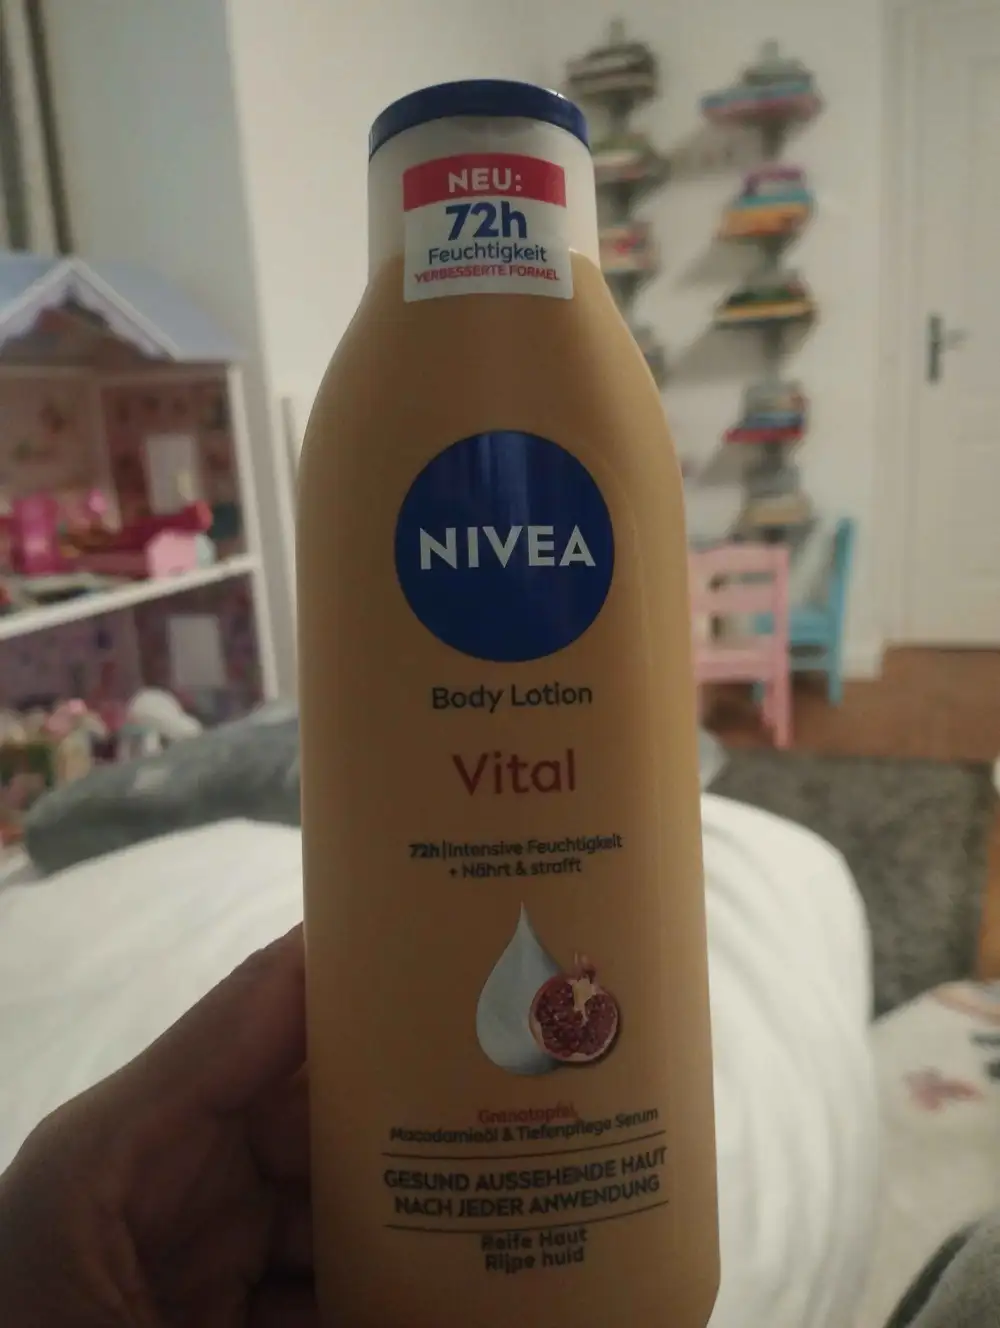 NEU:
72h
Feuchtigkeit
VERBESSERTE FORMEL
NIVEA
Body Lotion
Vital
72h|Intensive Feuchtigkeit
+ Nährt & strafft
Granatapfel,
Macadamiaöl & Tiefenpflege Serum
GESUND AUSSEHENDE HAUT
NACH JEDER ANWENDUNG
Reife Haut
Rijpe huid